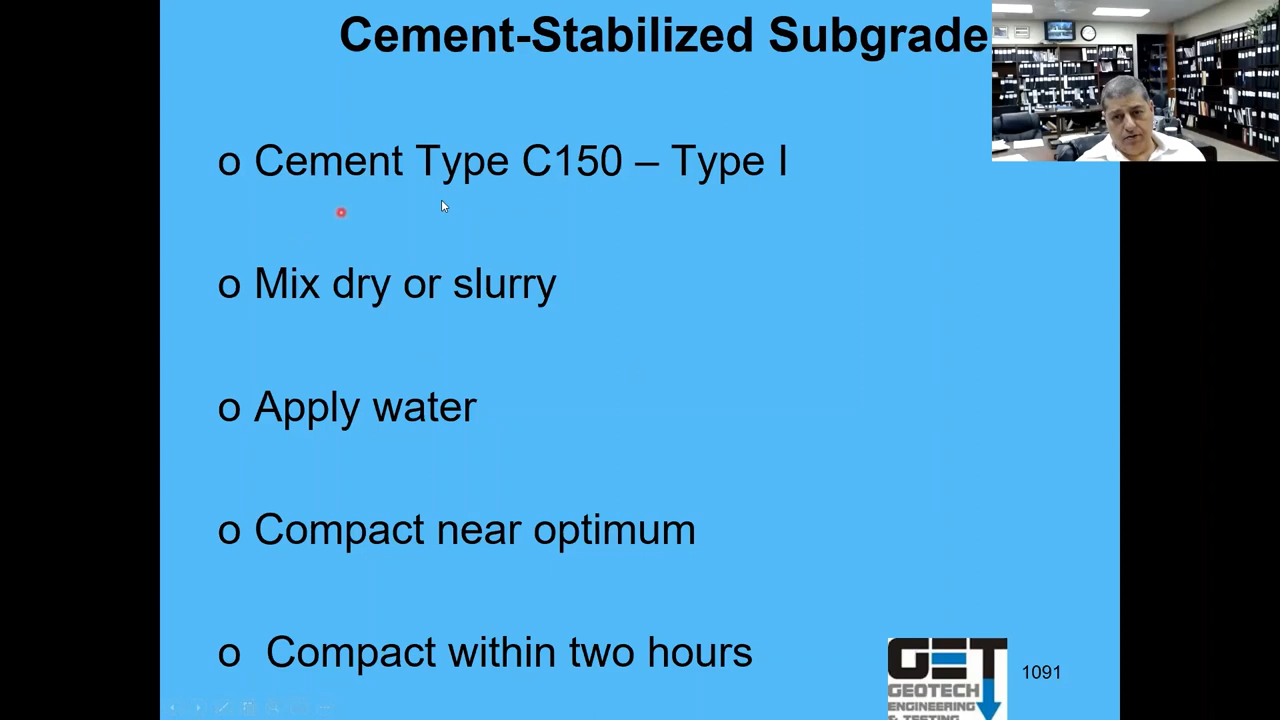 Cement-Stabilized Subgrade
o Cement Type C150 – Type I
o Mix dry or slurry
o Apply water
o Compact near optimum
o Compact within two hours
GET
GEOTECH
ENGINEERING
& TESTING
1091